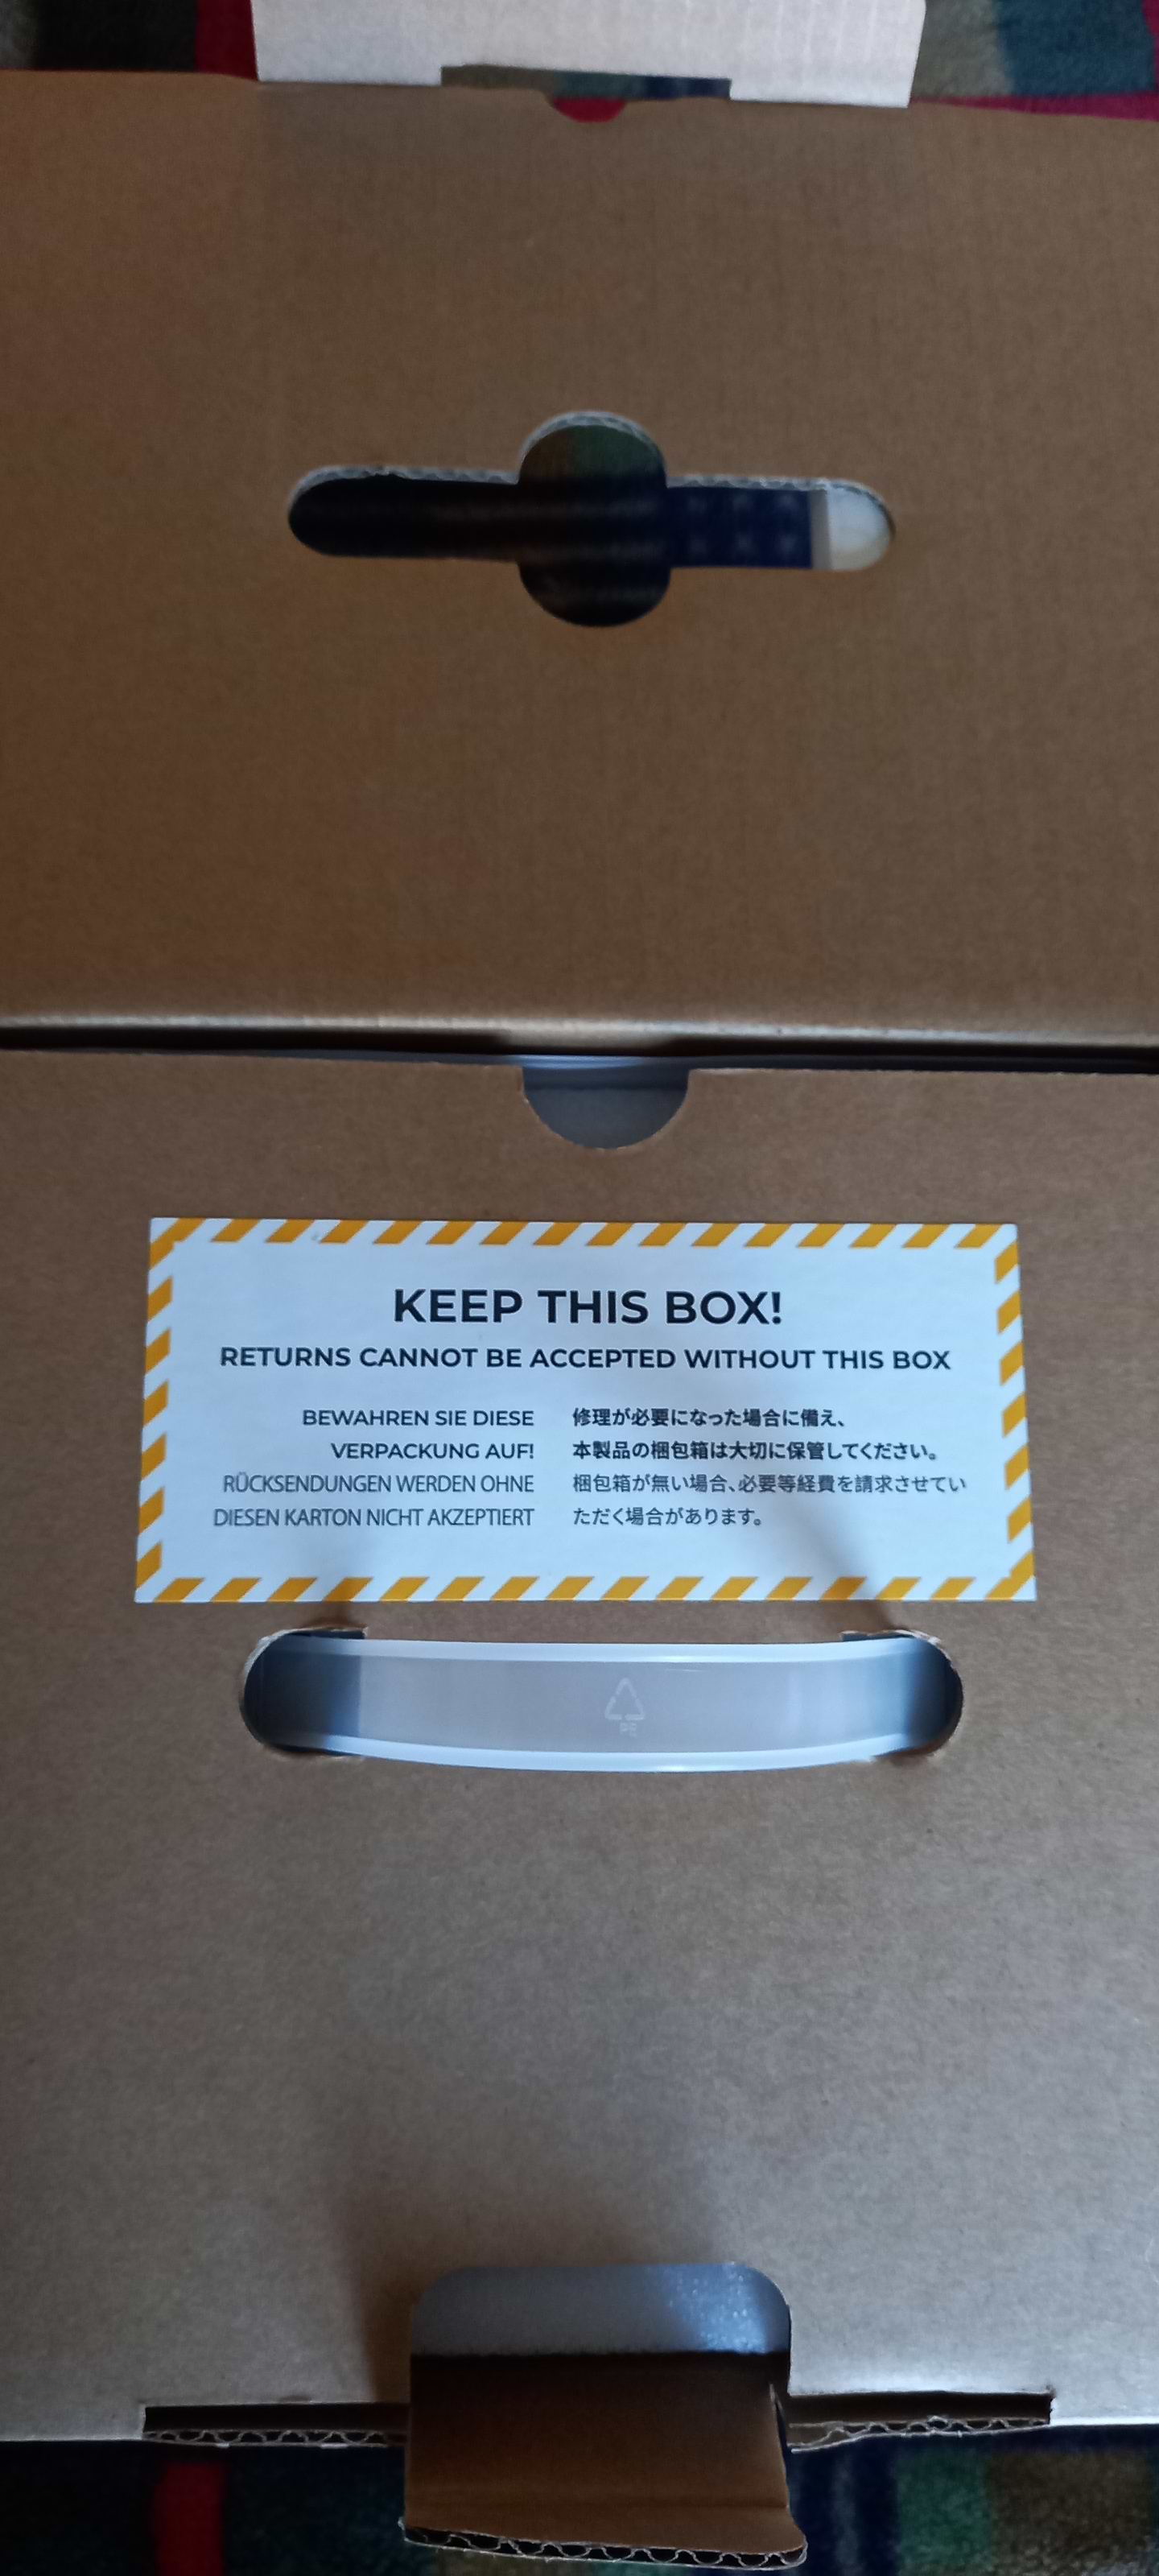 KEEP THIS BOX!
RETURNS CANNOT BE ACCEPTED WITHOUT THIS BOX
BEWAHREN SIE DIESE
VERPACKUNG AUF!
RÜCKSENDUNGEN WERDEN OHNE
DIESEN KARTON NICHT AKZEPTIERT
修理が必要になった場合に備え、
本製品の梱包箱は大切に保管してください。
梱包箱が無い場合、必要等経費を請求させてい
ただく場合があります。
PE